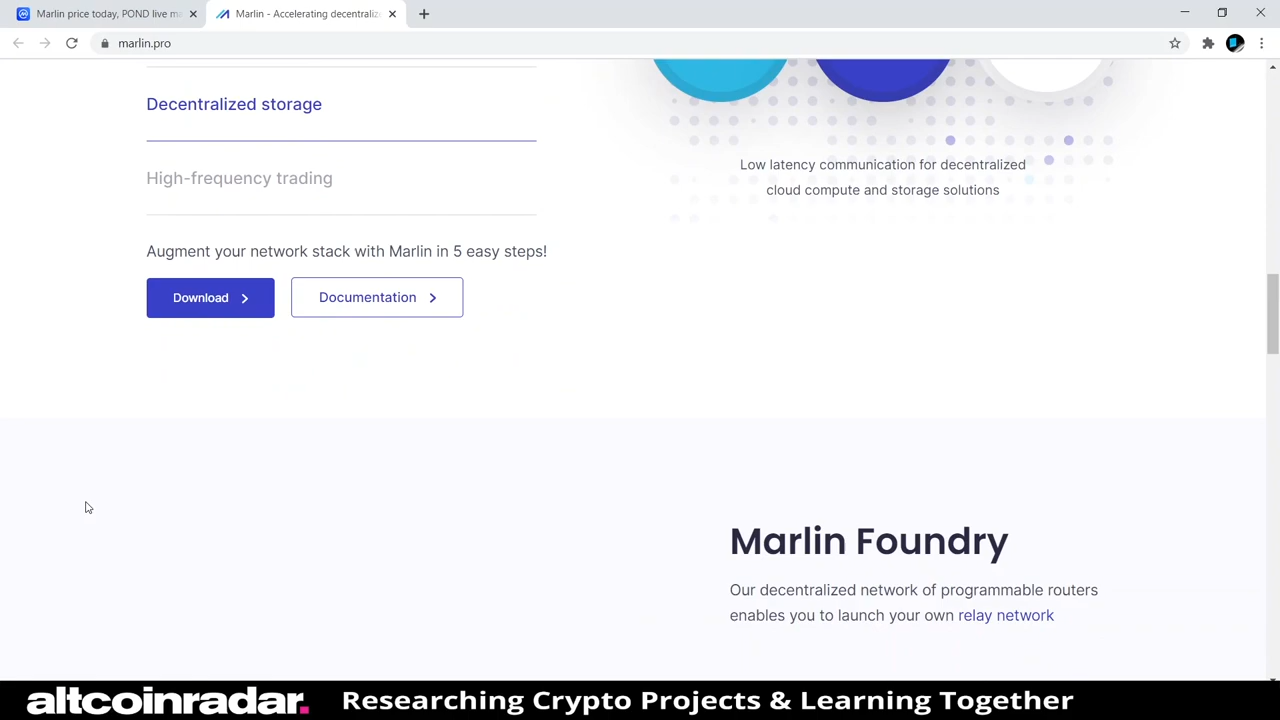 Marlin price today, POND live ma
Marlin - Accelerating decentraliz
marlin.pro
Decentralized storage
High-frequency trading
Low latency communication for decentralized
cloud compute and storage solutions
Augment your network stack with Marlin in 5 easy steps!
Download
Documentation
Marlin Foundry
Our decentralized network of programmable routers
enables you to launch your own relay network
altcoinradar.
Researching Crypto Projects & Learning Together